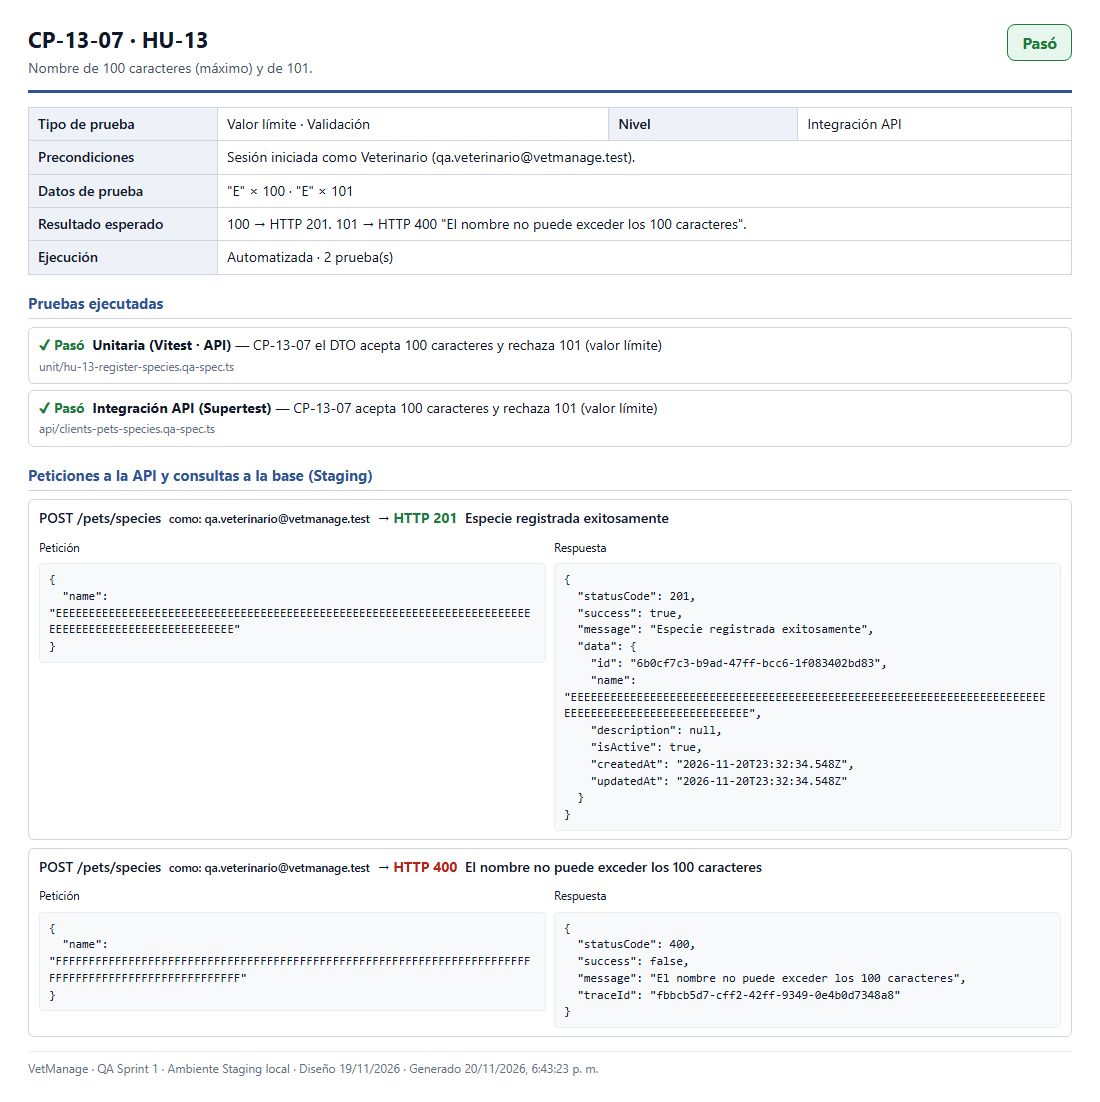 CP-13-07 · HU-13
Pasó
Nombre de 100 caracteres (máximo) y de 101.
Tipo de prueba Valor límite · Validación Nivel Integración API
Precondiciones Sesión iniciada como Veterinario (qa.veterinario@vetmanage.test).
Datos de prueba "E" × 100 · "E" × 101
Resultado esperado 100 → HTTP 201. 101 → HTTP 400 "El nombre no puede exceder los 100 caracteres".
Ejecución Automatizada · 2 prueba(s)
Pruebas ejecutadas
✓ Pasó Unitaria (Vitest · API) — CP-13-07 el DTO acepta 100 caracteres y rechaza 101 (valor límite)
unit/hu-13-register-species.qa-spec.ts
✓ Pasó Integración API (Supertest) — CP-13-07 acepta 100 caracteres y rechaza 101 (valor límite)
api/clients-pets-species.qa-spec.ts
Peticiones a la API y consultas a la base (Staging)
POST /pets/species como: qa.veterinario@vetmanage.test → HTTP 201 Especie registrada exitosamente
Petición
{
"name":
"EEEEEEEEEEEEEEEEEEEEEEEEEEEEEEEEEEEEEEEEEEEEEEEEEEEEEEEEEEEEEEEEEEEEEEEE
EEEEEEEEEEEEEEEEEEEEEEEEEEEE"
}
Respuesta
{
"statusCode": 201,
"success": true,
"message": "Especie registrada exitosamente",
"data": {
"id": "6b0cf7c3-b9ad-47ff-bcc6-1f083402bd83",
"name":
"EEEEEEEEEEEEEEEEEEEEEEEEEEEEEEEEEEEEEEEEEEEEEEEEEEEEEEEEEEEEEEEEEEEEEEEE
EEEEEEEEEEEEEEEEEEEEEEEEEEEE",
"description": null,
"isActive": true,
"createdAt": "2026-11-20T23:32:34.548Z",
"updatedAt": "2026-11-20T23:32:34.548Z"
}
}
POST /pets/species como: qa.veterinario@vetmanage.test → HTTP 400 El nombre no puede exceder los 100 caracteres
Petición
{
"name":
"FFFFFFFFFFFFFFFFFFFFFFFFFFFFFFFFFFFFFFFFFFFFFFFFFFFFFFFFFFFFFFFFFFFFFFFF
FFFFFFFFFFFFFFFFFFFFFFFFFFFFF"
}
Respuesta
{
"statusCode": 400,
"success": false,
"message": "El nombre no puede exceder los 100 caracteres",
"traceId": "fbbcb5d7-cff2-42ff-9349-0e4b0d7348a8"
}
VetManage · QA Sprint 1 · Ambiente Staging local · Diseño 19/11/2026 · Generado 20/11/2026, 6:43:23 p. m.